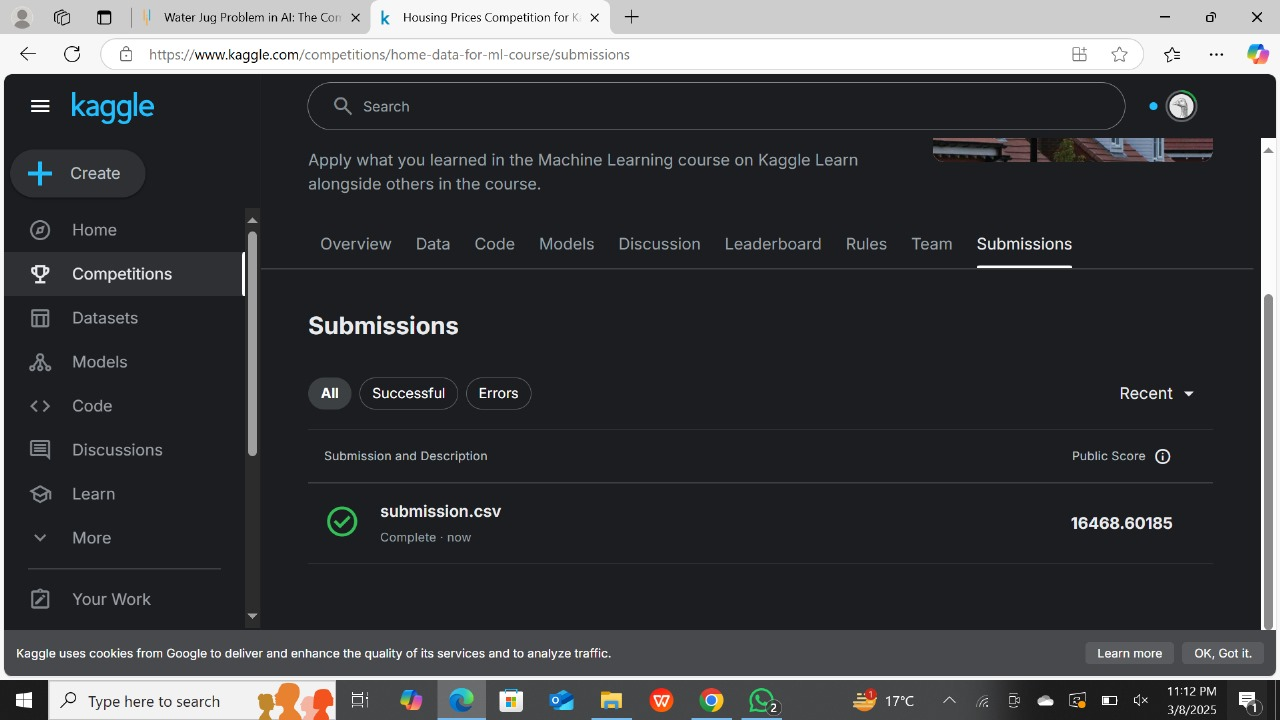 Water Jug Problem in AI: The Con
Housing Prices Competition for K
https://www.kaggle.com/competitions/home-data-for-ml-course/submissions
kaggle
Search
Create
Home
Competitions
Datasets
Models
Code
Discussions
Learn
More
Your Work
Apply what you learned in the Machine Learning course on Kaggle Learn
alongside others in the course.
Overview Data Code Models Discussion Leaderboard Rules Team Submissions
Submissions
All Successful Errors Recent
Submission and Description Public Score
submission.csv
Complete · now
16468.60185
Kaggle uses cookies from Google to deliver and enhance the quality of its services and to analyze traffic.
Learn more OK, Got it.
Type here to search
2
1
17°C
11:12 PM
3/8/2025
1